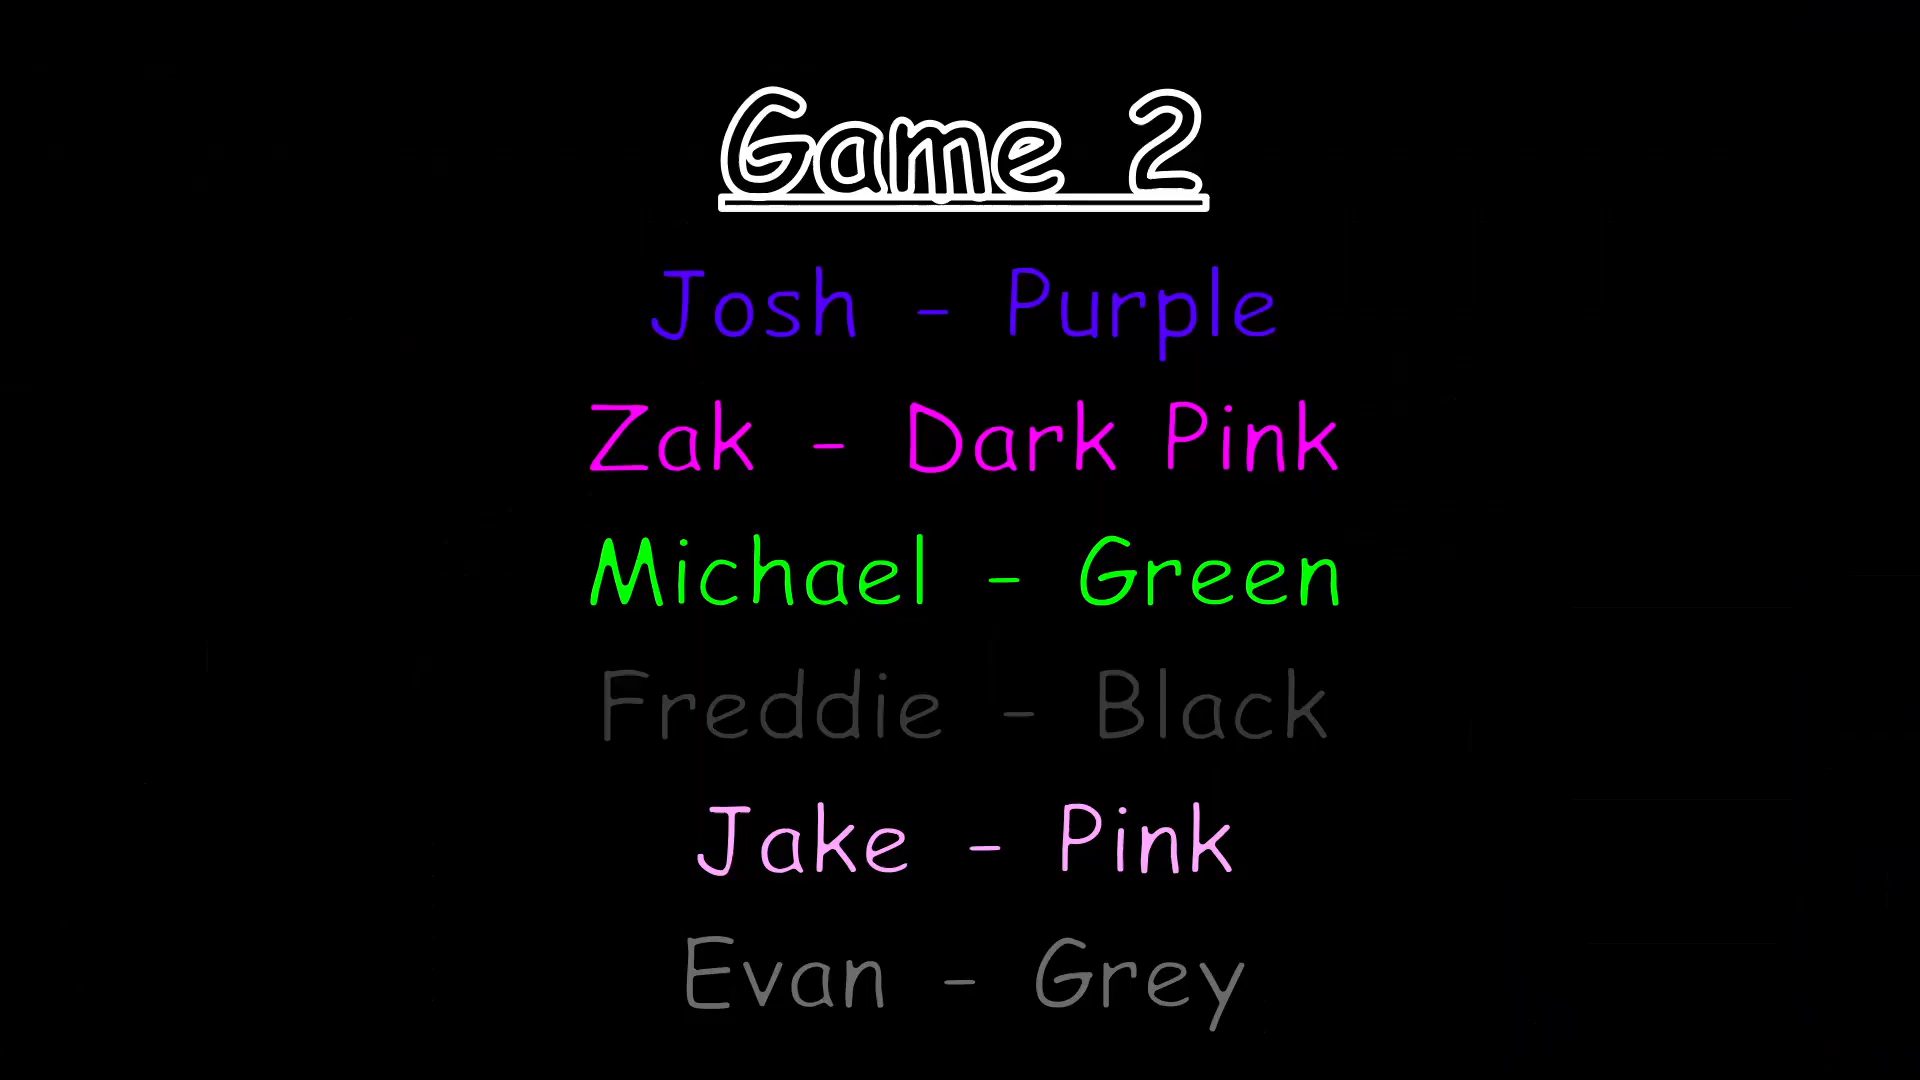 Game 2
Josh - Purple
Zak - Dark Pink
Michael - Green
Freddie - Black
Jake - Pink
Evan - Grey